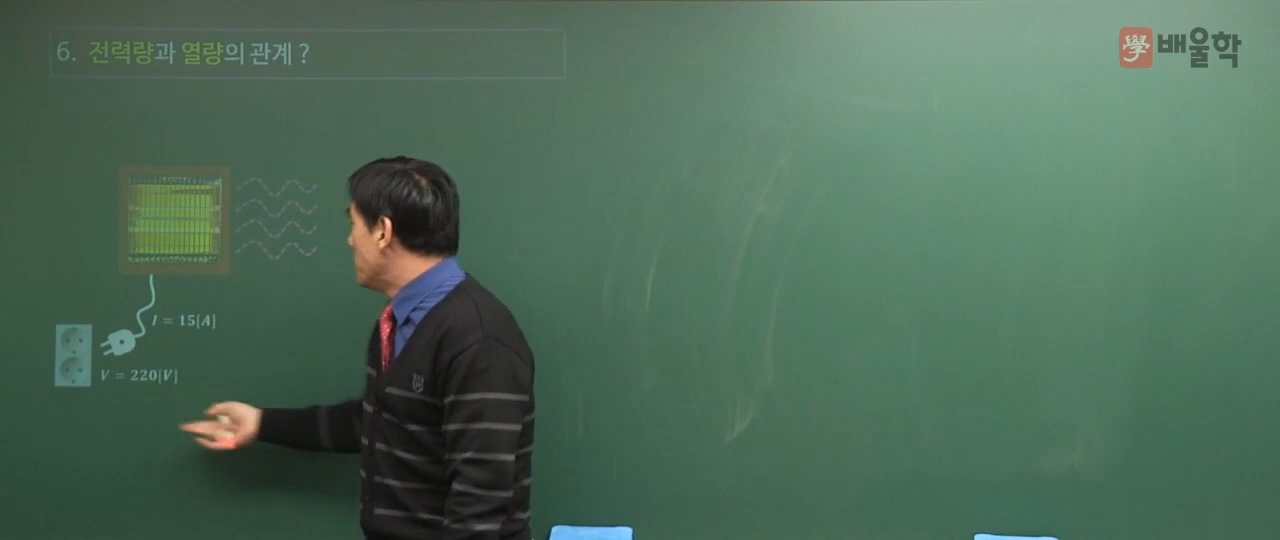 6. 전력량과 열량의 관계 ?
學 배울학
I = 15[A]
V = 220[V]